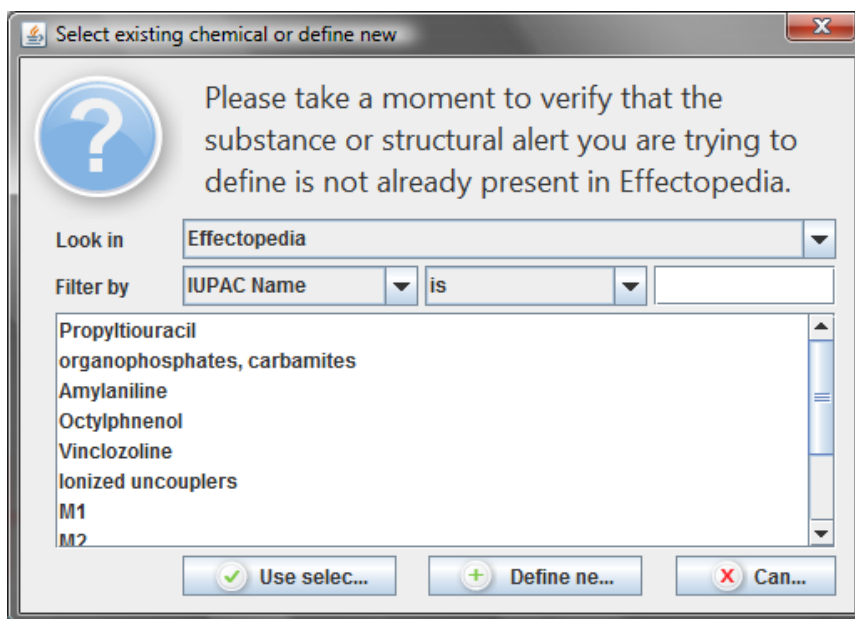 Select existing chemical or define new
Please take a moment to verify that the
substance or structural alert you are trying to
define is not already present in Effectopedia.
Look in Effectopedia
Filter by IUPAC Name is
Propyltiouracil
organophosphates, carbamites
Amylaniline
Octylphnenol
Vinclozoline
Ionized uncouplers
M1
M2
Use selec... Define ne... Can...